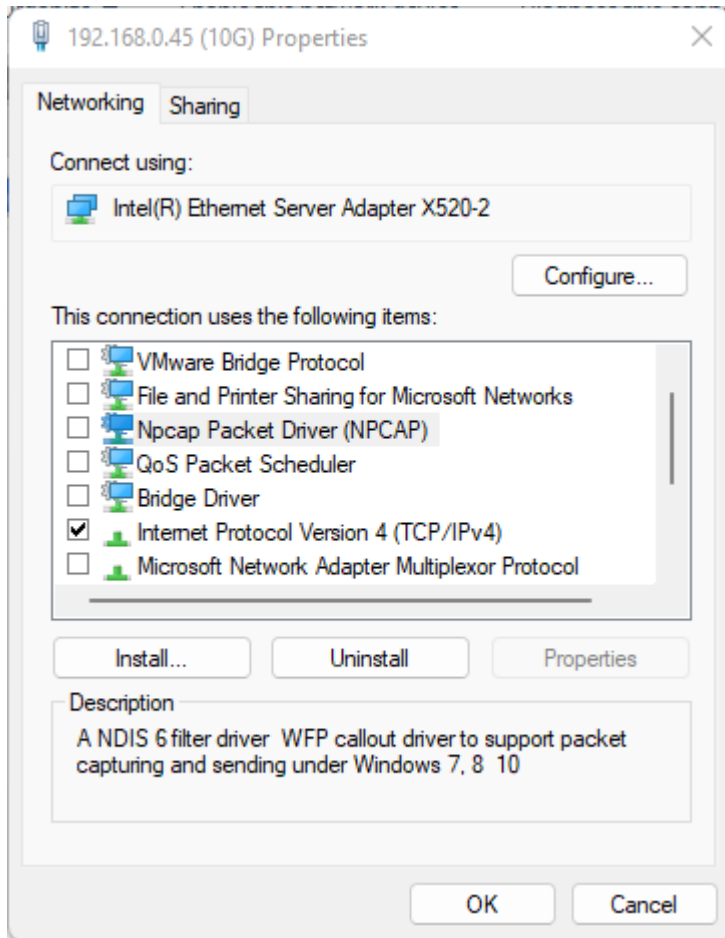 192.168.0.45 (10G) Properties
Networking
Sharing
Connect using:
Intel(R) Ethernet Server Adapter X520-2
Configure...
This connection uses the following items:
VMware Bridge Protocol
File and Printer Sharing for Microsoft Networks
Npcap Packet Driver (NPCAP)
QoS Packet Scheduler
Bridge Driver
Internet Protocol Version 4 (TCP/IPv4)
Microsoft Network Adapter Multiplexor Protocol
Install...
Uninstall
Properties
Description
A NDIS 6 filter driver WFP callout driver to support packet
capturing and sending under Windows 7, 8 10
OK
Cancel